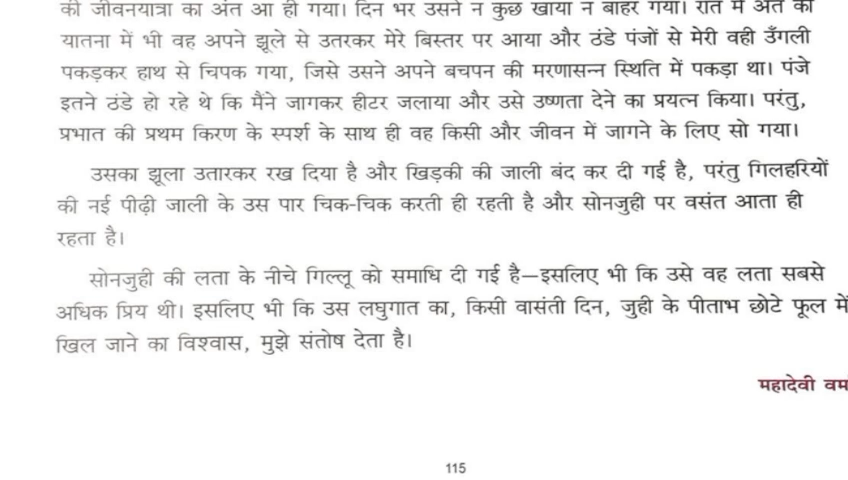 की जीवनयात्रा का अंत आ ही गया। दिन भर उसने न कुछ खाया न बाहर गया। रात में अंत की
यातना में भी वह अपने झूले से उतरकर मेरे बिस्तर पर आया और ठंडे पंजों से मेरी वही उँगली
पकड़कर हाथ से चिपक गया, जिसे उसने अपने बचपन की मरणासन्न स्थिति में पकड़ा था। पंजे
इतने ठंडे हो रहे थे कि मैंने जागकर हीटर जलाया और उसे उष्णता देने का प्रयत्न किया। परंतु,
प्रभात की प्रथम किरण के स्पर्श के साथ ही वह किसी और जीवन में जागने के लिए सो गया।
उसका झूला उतारकर रख दिया है और खिड़की की जाली बंद कर दी गई है, परंतु गिलहरियों
की नई पीढ़ी जाली के उस पार चिक-चिक करती ही रहती है और सोनजुही पर वसंत आता ही
रहता है।
सोनजुही की लता के नीचे गिल्लू को समाधि दी गई है—इसलिए भी कि उसे वह लता सबसे
अधिक प्रिय थी। इसलिए भी कि उस लघुगात का, किसी वासंती दिन, जुही के पीताभ छोटे फूल में
खिल जाने का विश्वास, मुझे संतोष देता है।
महादेवी वर्मा
115